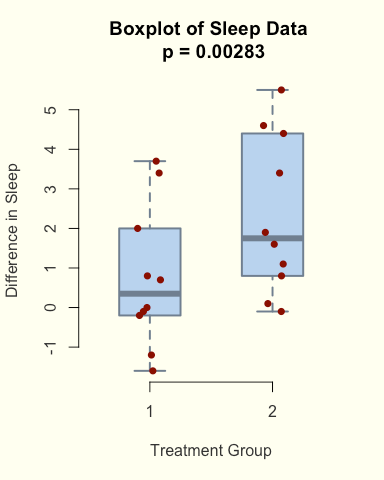 Boxplot of Sleep Data
p = 0.00283
Difference in Sleep
5
4
3
2
1
0
-1
1
2
Treatment Group